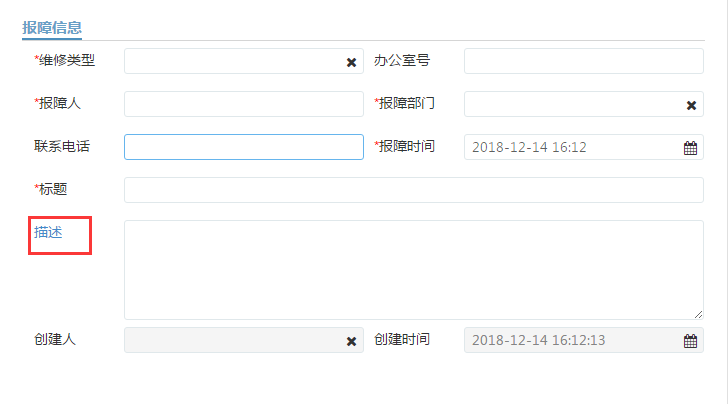 报障信息
*维修类型 办公室号
*报障人 *报障部门
联系电话 *报障时间 2018-12-14 16:12
*标题
描述
创建人 创建时间 2018-12-14 16:12:13